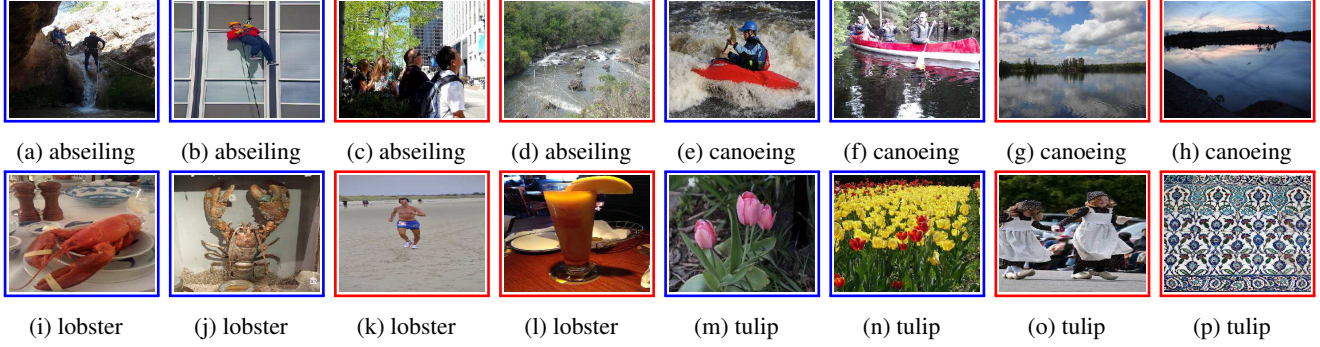 (a) abseiling (b) abseiling (c) abseiling (d) abseiling (e) canoeing (f) canoeing (g) canoeing (h) canoeing
(i) lobster (j) lobster (k) lobster (l) lobster (m) tulip (n) tulip (o) tulip (p) tulip